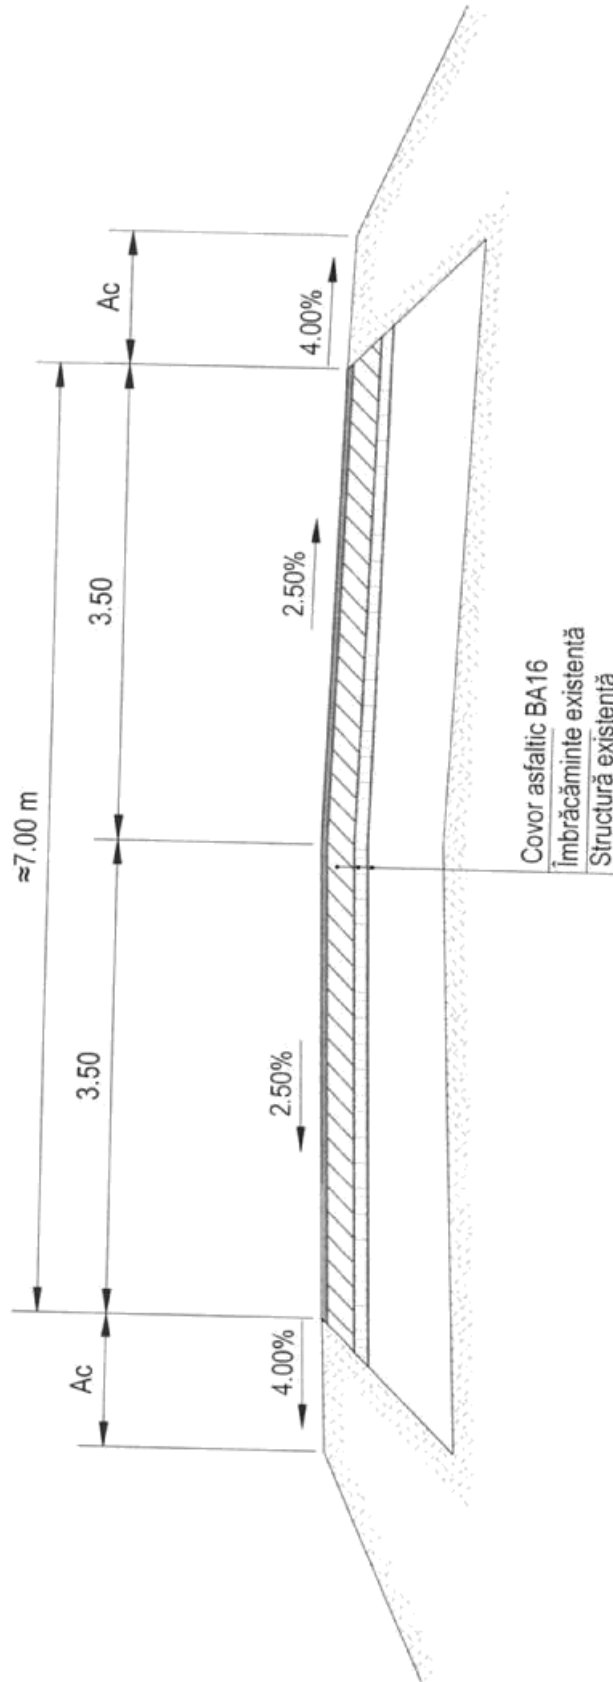 ≈7.00 m
Ac
3.50
3.50
Ac
4.00%
2.50%
2.50%
4.00%
Covor asfaltic BA16
Îmbrăcăminte existentă
Structură existentă